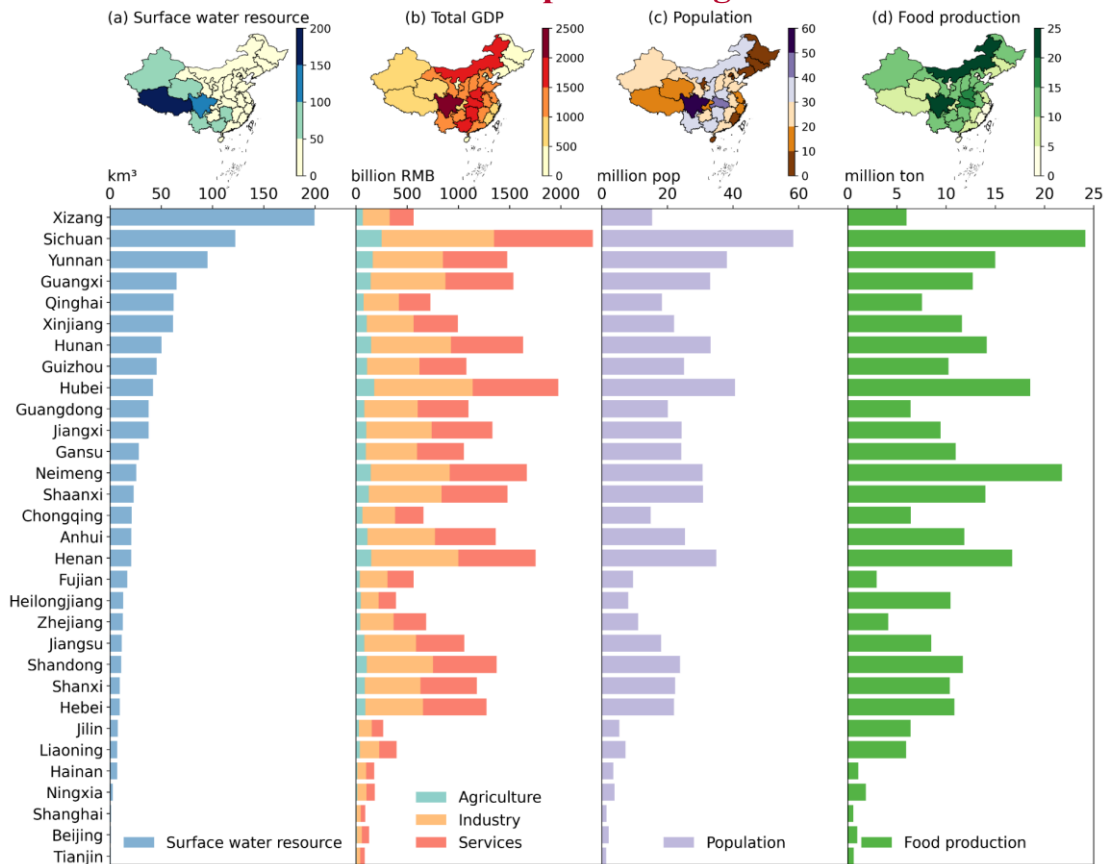 (a) Surface water resource
(b) Total GDP
(c) Population
(d) Food production
200
150
100
50
0
2500
2000
1500
1000
500
0
60
50
40
30
20
10
0
25
20
15
10
5
0
km³
billion RMB
million pop
million ton
0 50 100 150 200
0 500 1000 1500 2000
0 20 40 60
0 5 10 15 20 25
Xizang
Sichuan
Yunnan
Guangxi
Qinghai
Xinjiang
Hunan
Guizhou
Hubei
Guangdong
Jiangxi
Gansu
Neimeng
Shaanxi
Chongqing
Anhui
Henan
Fujian
Heilongjiang
Zhejiang
Jiangsu
Shandong
Shanxi
Hebei
Jilin
Liaoning
Hainan
Ningxia
Shanghai
Beijing
Tianjin
Surface water resource
Agriculture
Industry
Services
Population
Food production